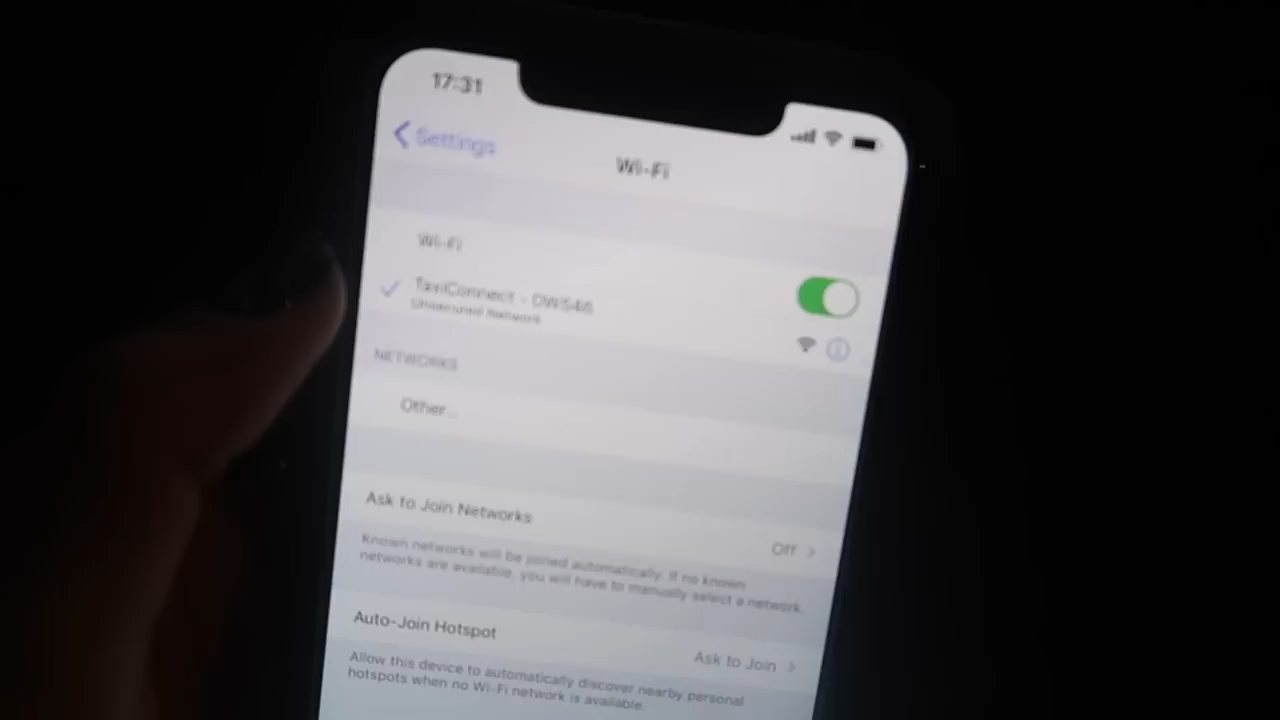 17:31
Settings
Wi-Fi
Wi-Fi
TaxiConnect - DW546
Unsecured Network
NETWORKS
Other...
Ask to Join Networks
Off
Known networks will be joined automatically. If no known
networks are available, you will have to manually select a network.
Auto-Join Hotspot
Ask to Join
Allow this device to automatically discover nearby personal
hotspots when no Wi-Fi network is available.